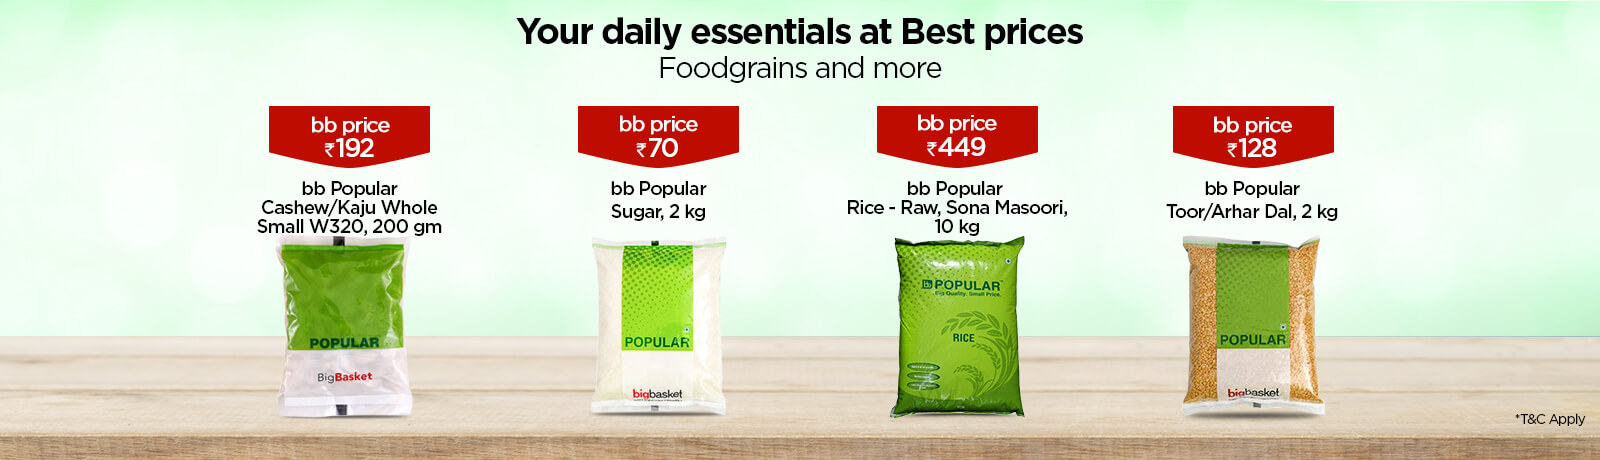 Your daily essentials at Best prices
Foodgrains and more
bb price
₹192
bb Popular
Cashew/Kaju Whole
Small W320, 200 gm
POPULAR
BigBasket
bb price
₹70
bb Popular
Sugar, 2 kg
POPULAR
bigbasket
bb price
₹449
bb Popular
Rice - Raw, Sona Masoori,
10 kg
bb POPULAR
Big Quality. Small Price.
RICE
bb price
₹128
bb Popular
Toor/Arhar Dal, 2 kg
POPULAR
bigbasket
*T&C Apply